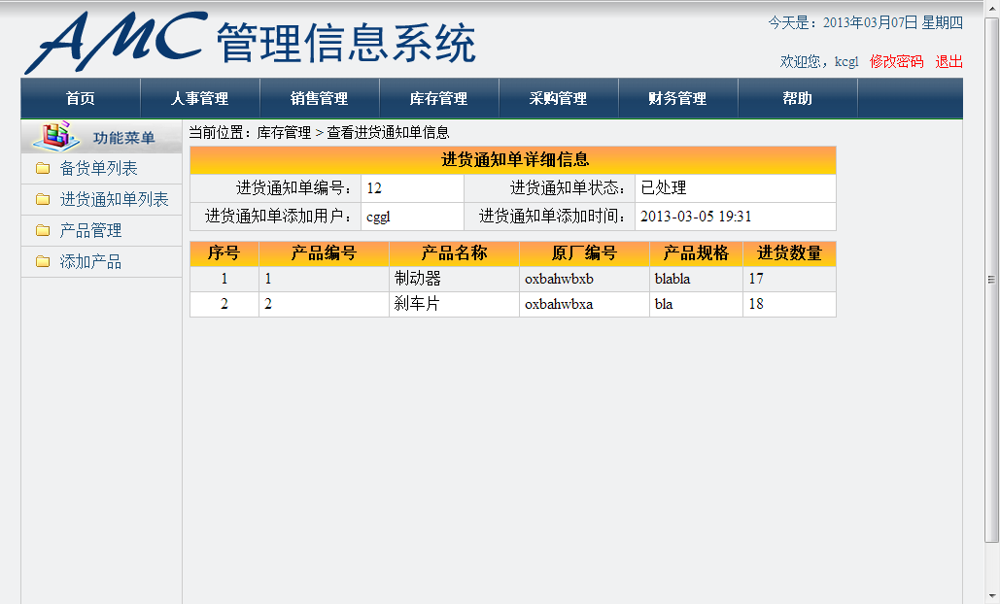 AMC 管理信息系统
今天是：2013年03月07日 星期四
欢迎您，kcgl 修改密码 退出
首页 人事管理 销售管理 库存管理 采购管理 财务管理 帮助
功能菜单
备货单列表
进货通知单列表
产品管理
添加产品
当前位置：库存管理 > 查看进货通知单信息
进货通知单详细信息
进货通知单编号： 12 进货通知单状态： 已处理
进货通知单添加用户： cggl 进货通知单添加时间： 2013-03-05 19:31
序号 产品编号 产品名称 原厂编号 产品规格 进货数量
1 1 制动器 oxbahwbxb blabla 17
2 2 刹车片 oxbahwbxa bla 18